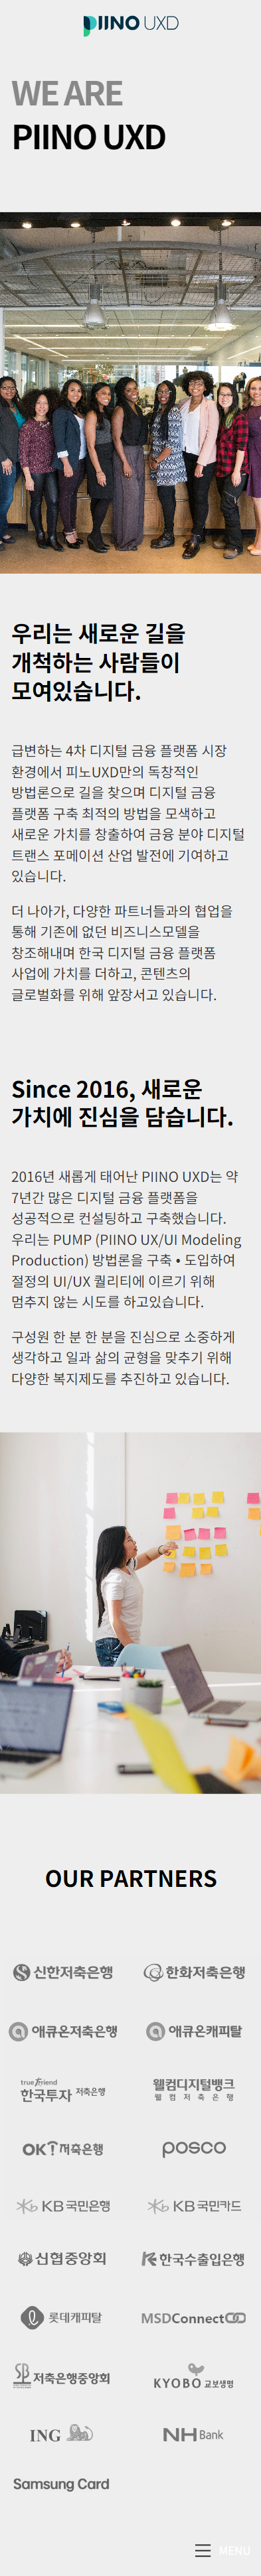 PIINO UXD
WE ARE
PIINO UXD
우리는 새로운 길을
개척하는 사람들이
모여있습니다.
급변하는 4차 디지털 금융 플랫폼 시장
환경에서 피노UXD만의 독창적인
방법론으로 길을 찾으며 디지털 금융
플랫폼 구축 최적의 방법을 모색하고
새로운 가치를 창출하여 금융 분야 디지털
트랜스 포메이션 산업 발전에 기여하고
있습니다.
더 나아가, 다양한 파트너들과의 협업을
통해 기존에 없던 비즈니스모델을
창조해내며 한국 디지털 금융 플랫폼
사업에 가치를 더하고, 콘텐츠의
글로벌화를 위해 앞장서고 있습니다.
Since 2016, 새로운
가치에 진심을 담습니다.
2016년 새롭게 태어난 PIINO UXD는 약
7년간 많은 디지털 금융 플랫폼을
성공적으로 컨설팅하고 구축했습니다.
우리는 PUMP (PIINO UX/UI Modeling
Production) 방법론을 구축 • 도입하여
절정의 UI/UX 퀄리티에 이르기 위해
멈추지 않는 시도를 하고있습니다.
구성원 한 분 한 분을 진심으로 소중하게
생각하고 일과 삶의 균형을 맞추기 위해
다양한 복지제도를 추진하고 있습니다.
OUR PARTNERS
신한저축은행 한화저축은행
애큐온저축은행 애큐온캐피탈
true friend
한국투자 저축은행
웰컴디지털뱅크
웰컴저축은행
OK!저축은행 posco
KB 국민은행 KB 국민카드
신협중앙회 한국수출입은행
롯데캐피탈 MSDConnect
SB 저축은행중앙회 KYOBO 교보생명
ING NH Bank
Samsung Card
MENU